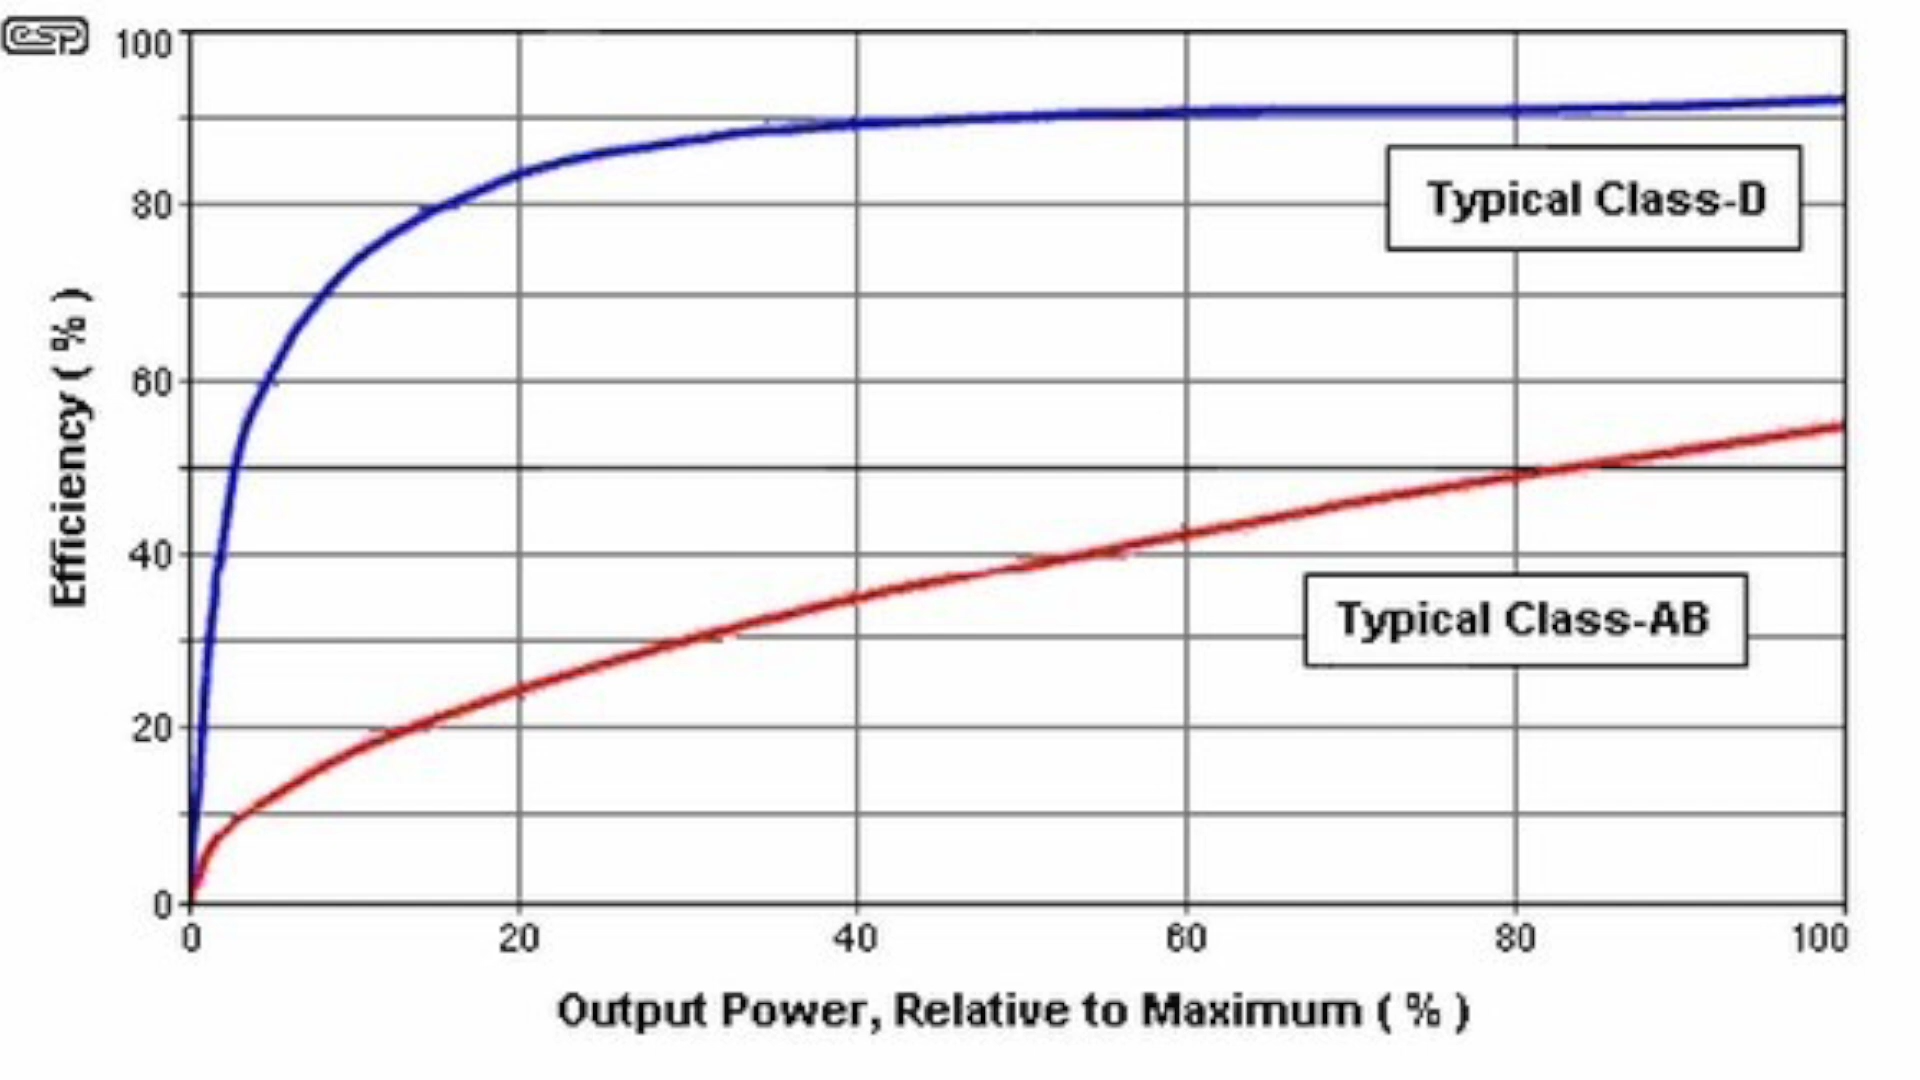 100
80
60
40
20
0
Efficiency ( % )
Typical Class-D
Typical Class-AB
0 20 40 60 80 100
Output Power, Relative to Maximum ( % )